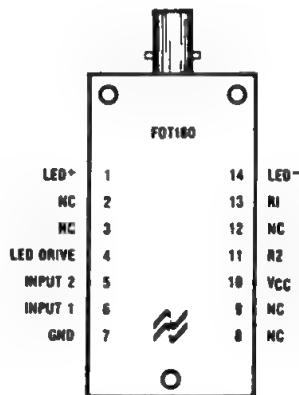 FOT180
LED+ 1 14 LED−
NC 2 13 R1
NC 3 12 NC
LED DRIVE 4 11 R2
INPUT 2 5 10 VCC
INPUT 1 6 9 NC
GND 7 8 NC